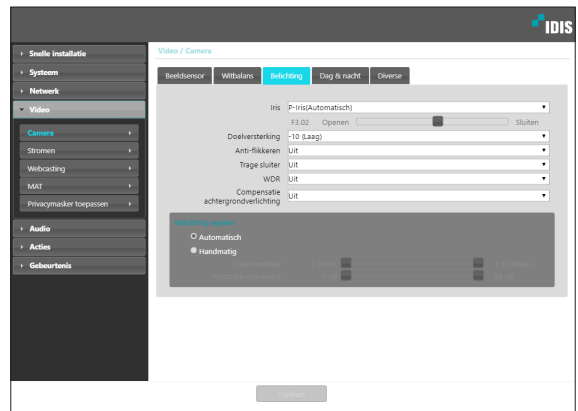 IDIS
Snelle installatie
Systeem
Netwerk
Video
Camera
Stromen
Webcasting
MAT
Privacymasker toepassen
Audio
Acties
Gebeurtenis
Video / Camera
Beeldsensor Witbalans Belichting Dag & nacht Diverse
Iris P-Iris(Automatisch)
F3.02 Openen Sluiten
Doelversterking -10 (Laag)
Anti-flikkeren Uit
Trage sluiter Uit
WDR Uit
Compensatie
achtergrondverlichting Uit
Automatisch
Handmatig